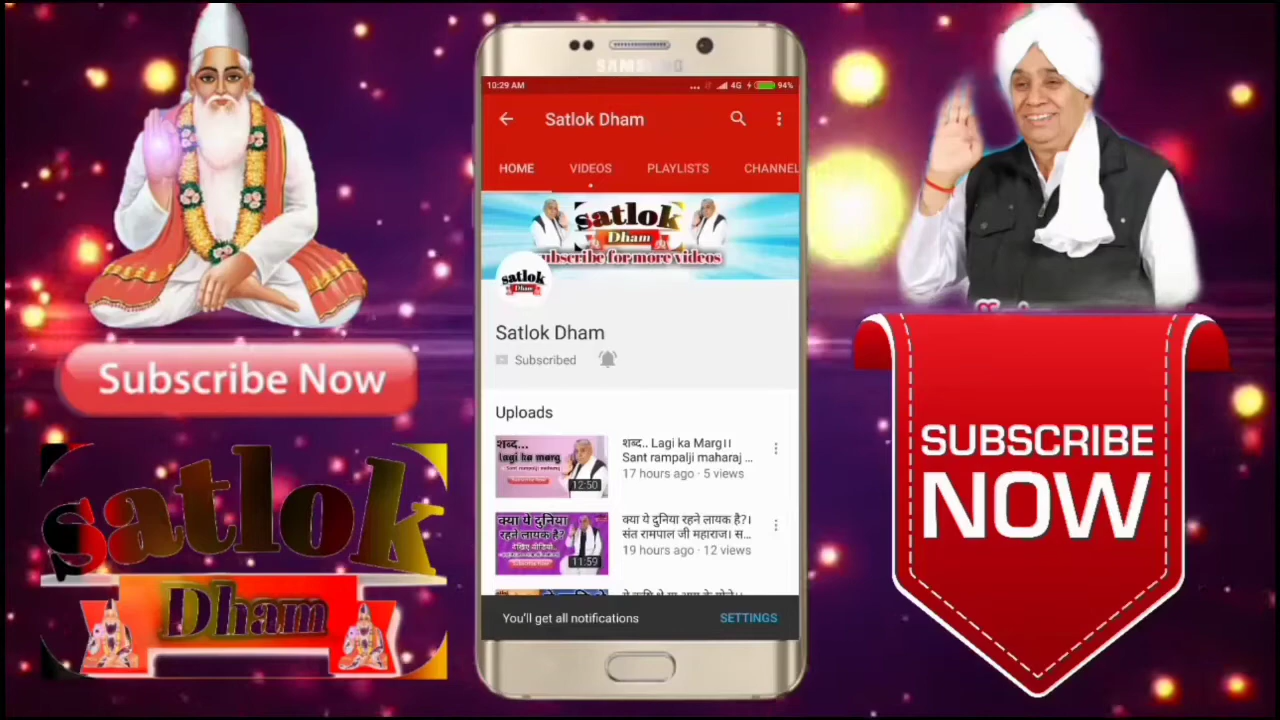 SAMSUNG
10:29 AM
4G
94%
Satlok Dham
HOME
VIDEOS
PLAYLISTS
CHANNEL
satlok
Dham
ubscribe for more videos
satlok
Dham
Satlok Dham
Subscribed
Uploads
शब्द...
lagi ka marg
12:50
शब्द.. Lagi ka Marg।।
Sant rampalji maharaj ...
17 hours ago · 5 views
क्या ये दुनिया
रहने लायक है?
11:59
क्या ये दुनिया रहने लायक है?।
संत रामपाल जी महाराज। स...
19 hours ago · 12 views
You'll get all notifications
SETTINGS
Subscribe Now
satlok
Dham
SUBSCRIBE
NOW